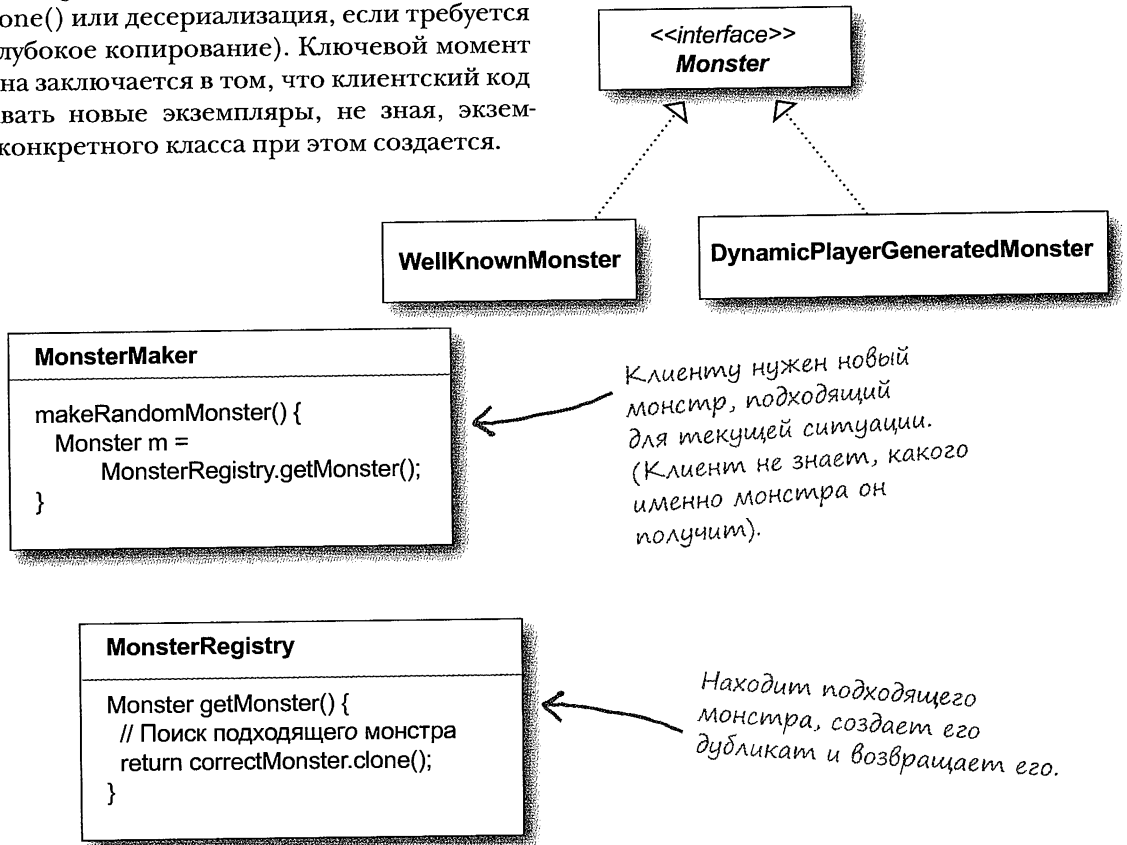 one() или десериализация, если требуется
лубокое копирование). Ключевой момент
на заключается в том, что клиентский код
вать новые экземпляры, не зная, экзем-
конкретного класса при этом создается.
<<interface>>
Monster
WellKnownMonster
DynamicPlayerGeneratedMonster
MonsterMaker
makeRandomMonster() {
Monster m =
MonsterRegistry.getMonster();
}
Клиенту нужен новый
монстр, подходящий
для текущей ситуации.
(Клиент не знает, какого
именно монстра он
получит).
MonsterRegistry
Monster getMonster() {
// Поиск подходящего монстра
return correctMonster.clone();
}
Находит подходящего
монстра, создает его
дубликат и возвращает его.